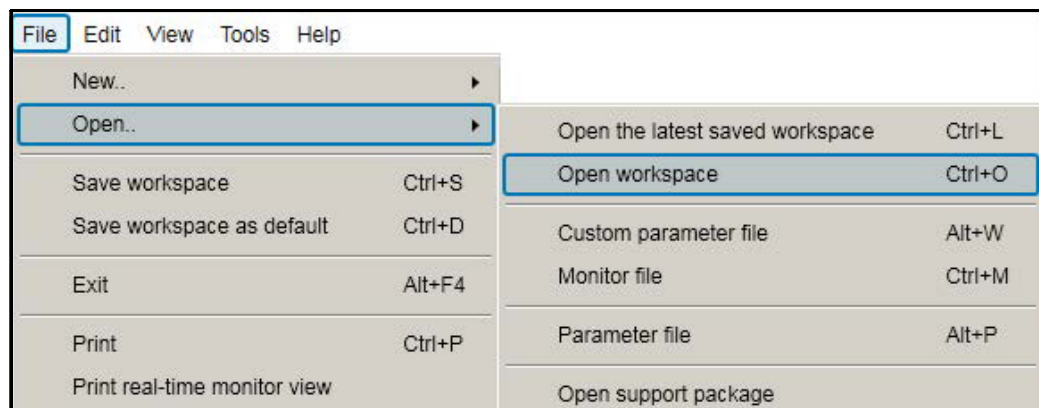 File Edit View Tools Help
New..
Open..
Save workspace Ctrl+S
Save workspace as default Ctrl+D
Exit Alt+F4
Print Ctrl+P
Print real-time monitor view
Open the latest saved workspace Ctrl+L
Open workspace Ctrl+O
Custom parameter file Alt+W
Monitor file Ctrl+M
Parameter file Alt+P
Open support package